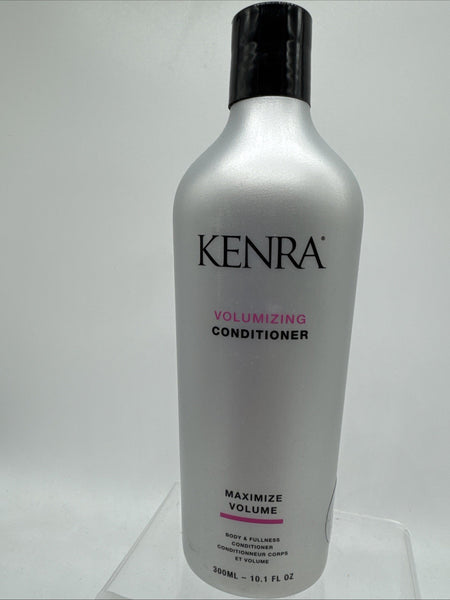 KENRA®
VOLUMIZING
CONDITIONER
MAXIMIZE
VOLUME
BODY & FULLNESS
CONDITIONER
CONDITIONNEUR CORPS
ET VOLUME
300ML – 10.1 FL OZ